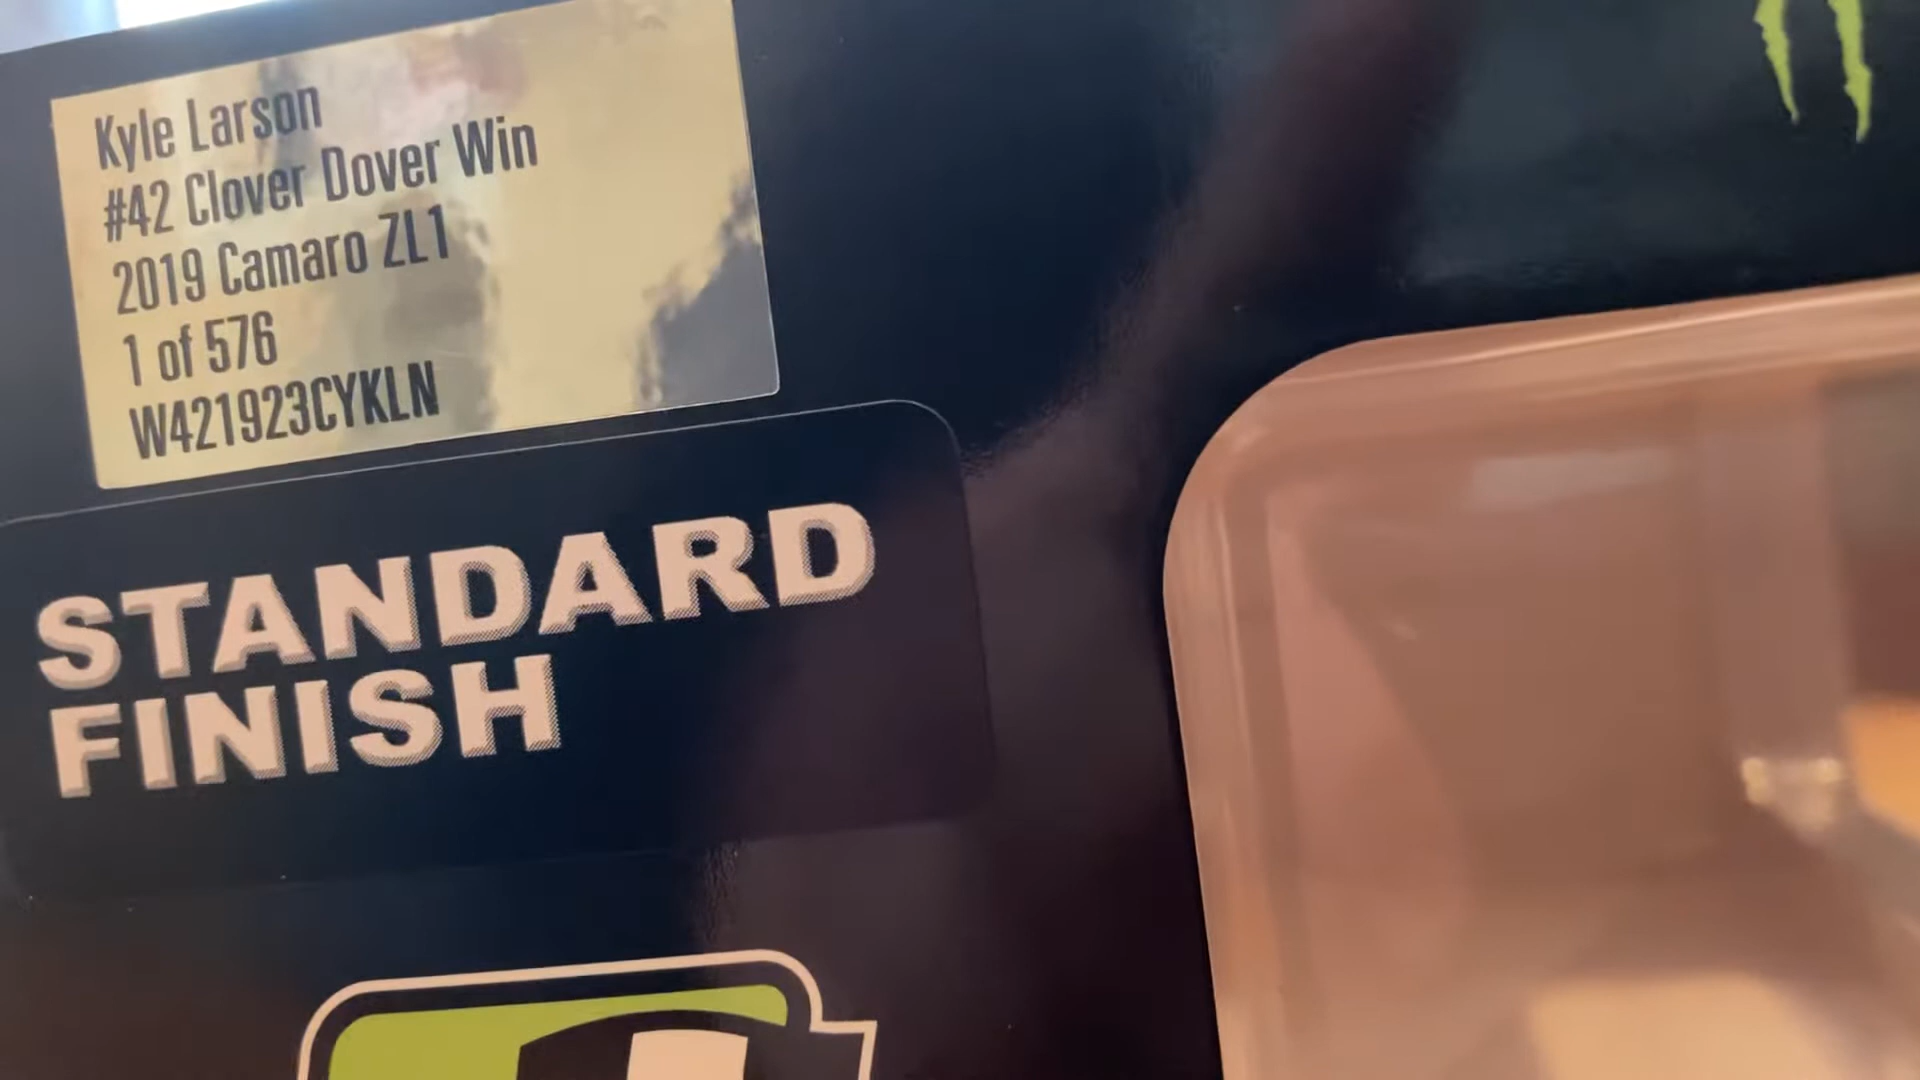 Kyle Larson
#42 Clover Dover Win
2019 Camaro ZL1
1 of 576
W421923CYKLN
STANDARD
FINISH